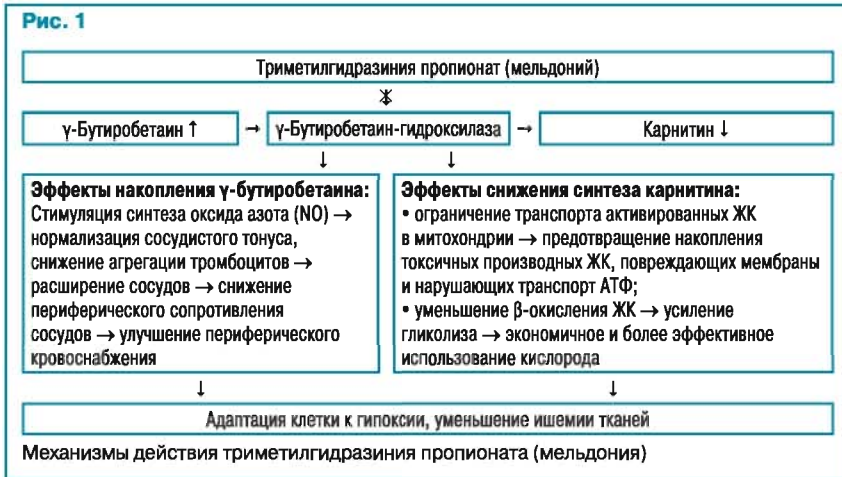 Рис. 1
Триметилгидразиния пропионат (мельдоний)
γ-Бутиробетаин ↑ → γ-Бутиробетаин-гидроксилаза → Карнитин ↓
↓ ↓
Эффекты накопления γ-бутиробетаина:
Стимуляция синтеза оксида азота (NO) →
нормализация сосудистого тонуса,
снижение агрегации тромбоцитов →
расширение сосудов → снижение
периферического сопротивления
сосудов → улучшение периферического
кровоснабжения
Эффекты снижения синтеза карнитина:
• ограничение транспорта активированных ЖК
в митохондрии → предотвращение накопления
токсичных производных ЖК, повреждающих мембраны
и нарушающих транспорт АТФ;
• уменьшение β-окисления ЖК → усиление
гликолиза → экономичное и более эффективное
использование кислорода
↓ ↓
Адаптация клетки к гипоксии, уменьшение ишемии тканей
Механизмы действия триметилгидразиния пропионата (мельдония)